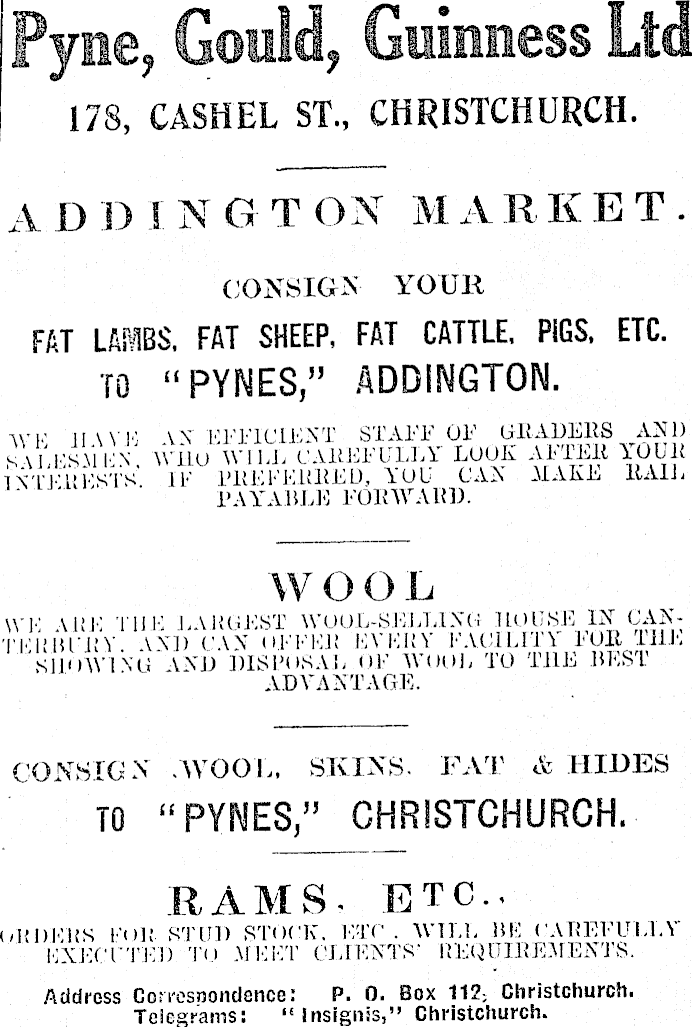 Pyne, Gould, Guinness Ltd
178, CASHEL ST., CHRISTCHURCH.
ADDINGTON MARKET.
CONSIGN YOUR
FAT LAMBS, FAT SHEEP, FAT CATTLE, PIGS, ETC.
TO "PYNES," ADDINGTON.
WE HAVE AN EFFICIENT STAFF OF GRADERS AND
SALESMEN, WHO WILL CAREFULLY LOOK AFTER YOUR
INTERESTS. IF PREFERRED, YOU CAN MAKE RAIL
PAYABLE FORWARD.
WOOL
WE ARE THE LARGEST WOOL-SELLING HOUSE IN CAN-
TERBURY, AND CAN OFFER EVERY FACILITY FOR THE
SHOWING AND DISPOSAL OF WOOL TO THE BEST
ADVANTAGE.
CONSIGN WOOL, SKINS, FAT & HIDES
TO "PYNES," CHRISTCHURCH.
RAMS, ETC.,
ORDERS FOR STUD STOCK, ETC., WILL BE CAREFULLY
EXECUTED TO MEET CLIENTS' REQUIREMENTS.
Address Correspondence: P. O. Box 112, Christchurch.
Telegrams: "Insignis," Christchurch.